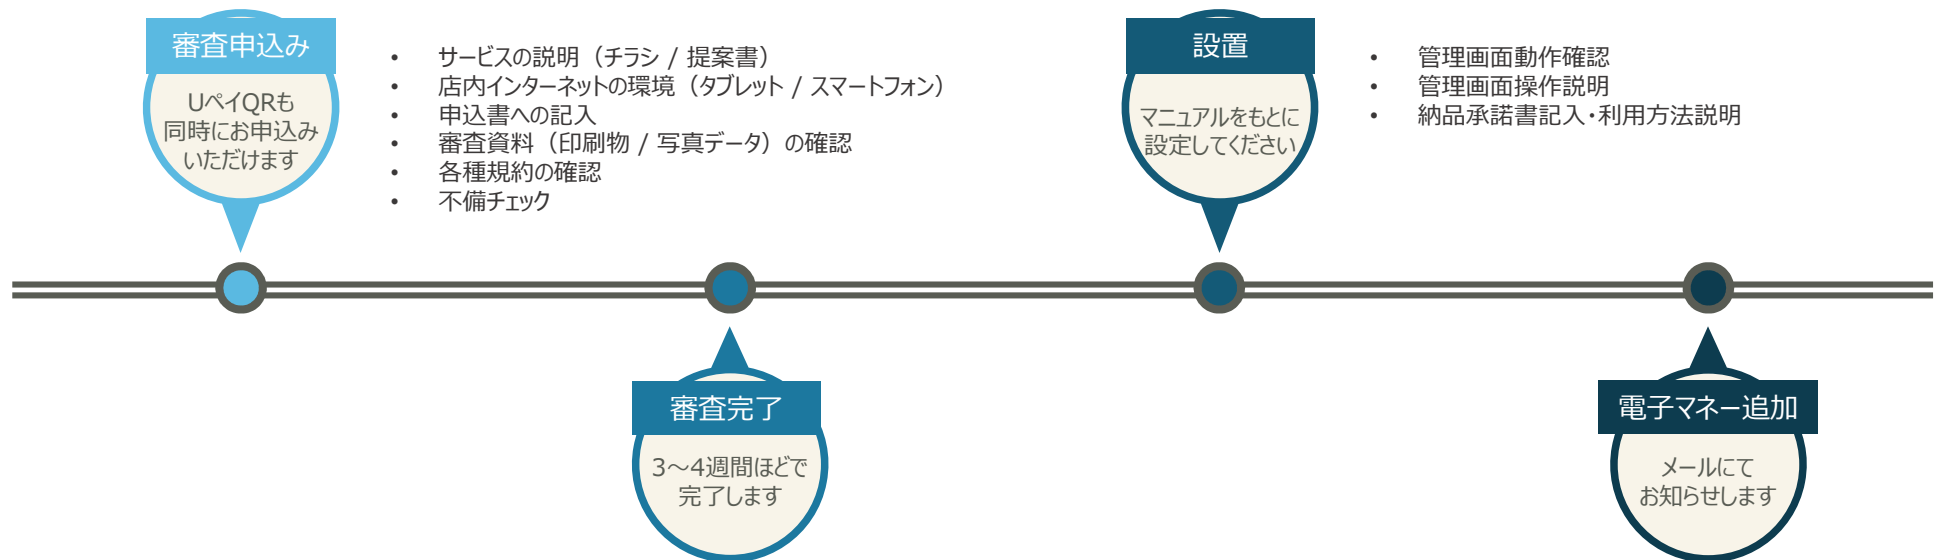 審査申込み
UペイQRも
同時にお申込み
いただけます
• サービスの説明（チラシ / 提案書）
• 店内インターネットの環境（タブレット / スマートフォン）
• 申込書への記入
• 審査資料（印刷物 / 写真データ）の確認
• 各種規約の確認
• 不備チェック
審査完了
3～4週間ほどで
完了します
設置
マニュアルをもとに
設定してください
• 管理画面動作確認
• 管理画面操作説明
• 納品承諾書記入・利用方法説明
電子マネー追加
メールにて
お知らせします